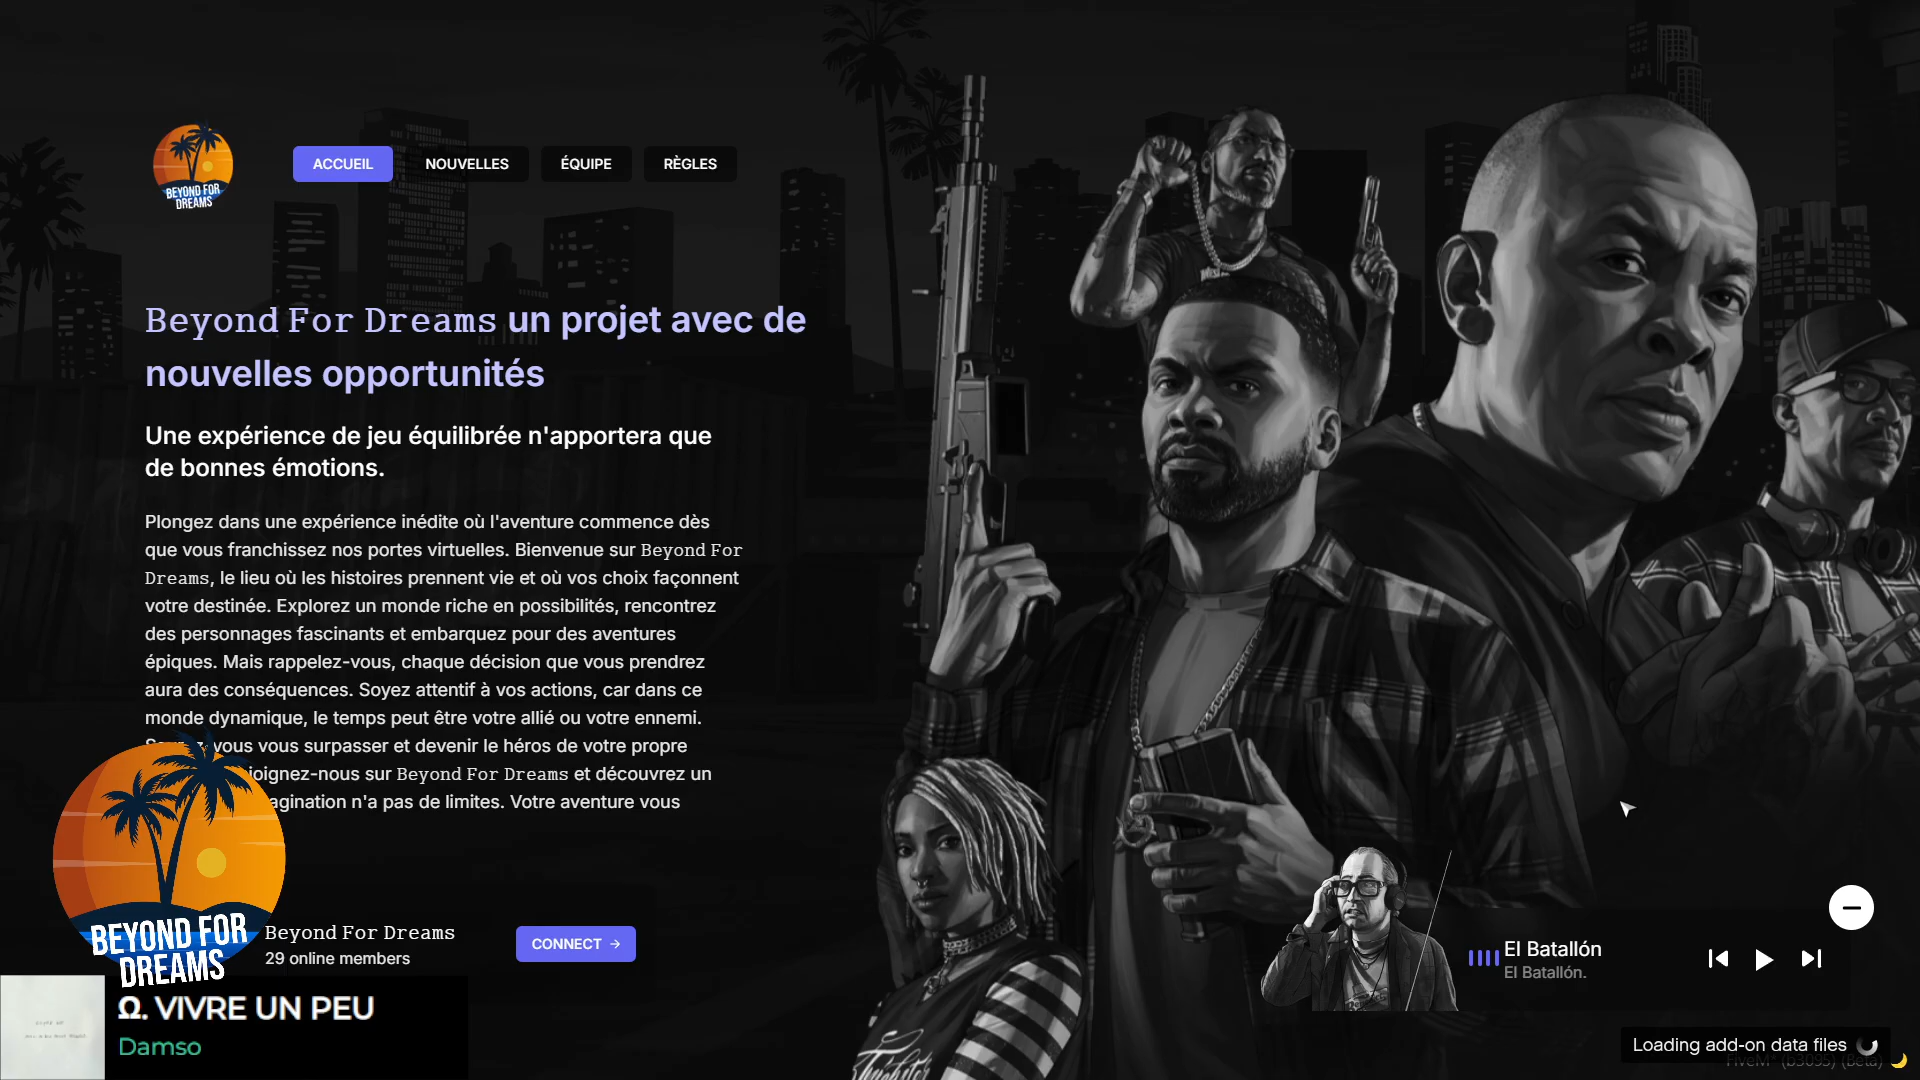 BEYOND FOR
DREAMS
ACCUEIL
NOUVELLES
ÉQUIPE
RÈGLES
Beyond For Dreams un projet avec de
nouvelles opportunités
Une expérience de jeu équilibrée n'apportera que
de bonnes émotions.
Plongez dans une expérience inédite où l'aventure commence dès
que vous franchissez nos portes virtuelles. Bienvenue sur Beyond For
Dreams, le lieu où les histoires prennent vie et où vos choix façonnent
votre destinée. Explorez un monde riche en possibilités, rencontrez
des personnages fascinants et embarquez pour des aventures
épiques. Mais rappelez-vous, chaque décision que vous prendrez
aura des conséquences. Soyez attentif à vos actions, car dans ce
monde dynamique, le temps peut être votre allié ou votre ennemi.
vous vous surpasser et devenir le héros de votre propre
joignez-nous sur Beyond For Dreams et découvrez un
agination n'a pas de limites. Votre aventure vous
BEYOND FOR
DREAMS
Beyond For Dreams
29 online members
CONNECT →
Ω. VIVRE UN PEU
Damso
El Batallón
El Batallón.
Loading add-on data files
FiveM* (b3095) (Beta)